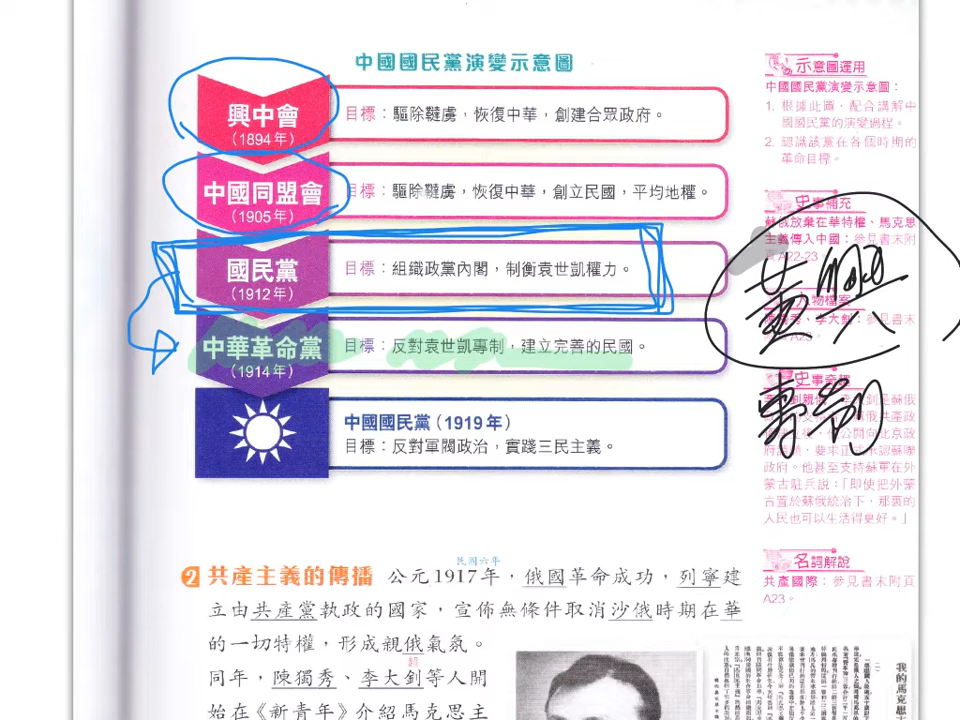 中國國民黨演變示意圖
興中會
(1894年)
目標：驅除韃虜，恢復中華，創建合眾政府。
中國同盟會
(1905年)
目標：驅除韃虜，恢復中華，創立民國，平均地權。
國民黨
(1912年)
目標：組織政黨內閣，制衡袁世凱權力。
中華革命黨
(1914年)
目標：反對袁世凱專制，建立完善的民國。
中國國民黨（1919年）
目標：反對軍閥政治，實踐三民主義。
民國六年
2 共產主義的傳播 公元1917年，俄國革命成功，列寧建
立由共產黨執政的國家，宣佈無條件取消沙俄時期在華
的一切特權，形成親俄氣氛。
同年，陳獨秀、李大釗等人開
始在《新青年》介紹馬克思主
示意圖運用
中國國民黨演變示意圖：
1. 根據此圖，配合講解中
國國民黨的演變過程。
2. 認識該黨在各個時期的
革命目標。
史事補充
蘇俄放棄在華特權、馬克思
主義傳入中國：參見書末附
頁A22-23
人物檔案
李大釗：參見書末
史事
政府。他甚至支持蘇軍在外
蒙古駐兵說：「即使把外蒙
古置於蘇俄統治下，那裏的
人民也可以生活得更好。」
名詞解說
共產國際：參見書末附頁
A23。